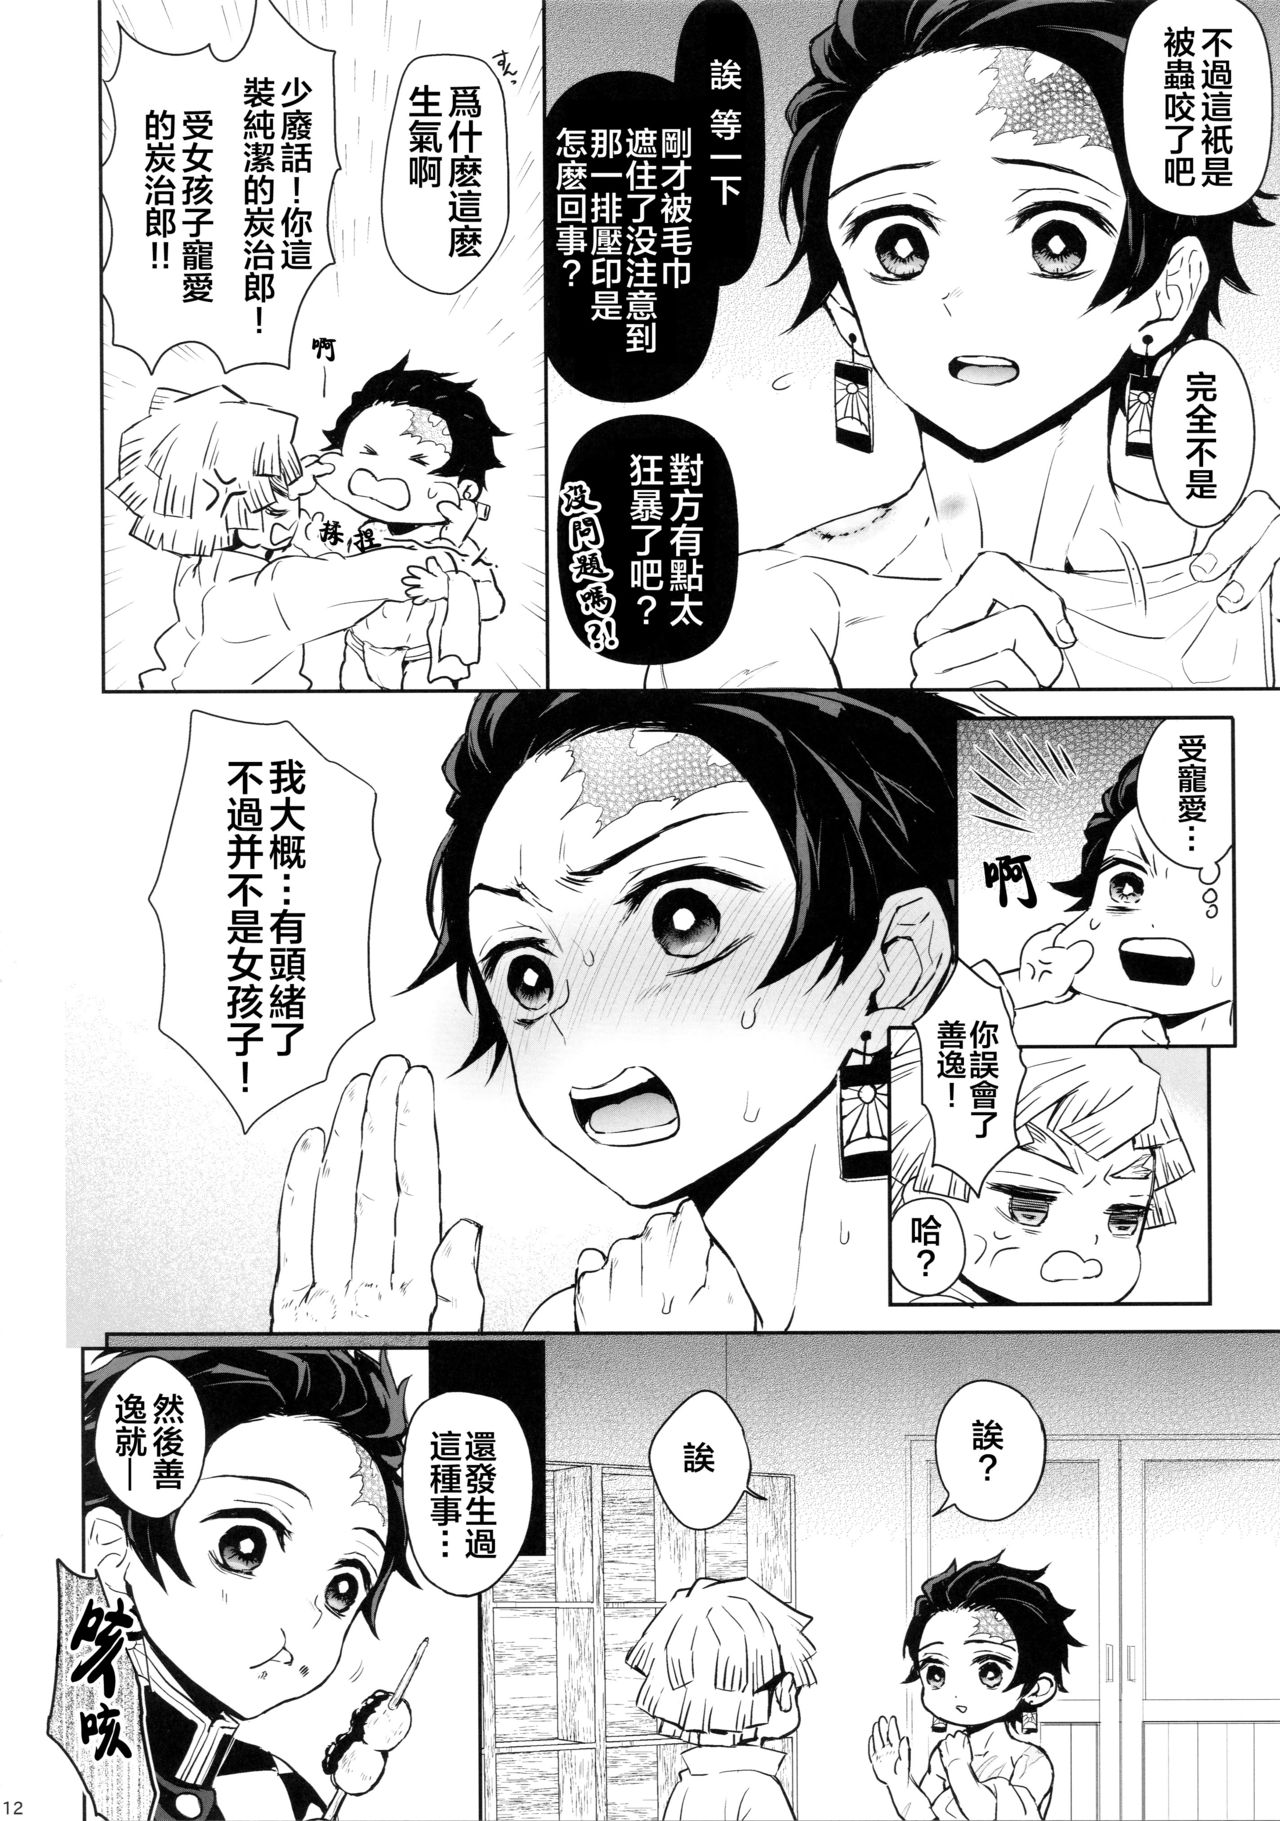 不過這衹是
被蟲咬了吧
完全不是
誒 等一下
剛才被毛巾
遮住了没注意到
那一排壓印是
怎麽回事？
對方有點太
狂暴了吧？
没問題嗎？！
すんっ
爲什麽這麽
生氣啊
少廢話！你這
裝純潔的炭治郎！
受女孩子寵愛
的炭治郎！！
啊
揉捏
受寵愛…
啊
你誤會了
善逸！
哈？
我大概…有頭緒了
不過并不是女孩子！
誒？
誒
還發生過
這種事…
然後善
逸就—
咳
咳
12